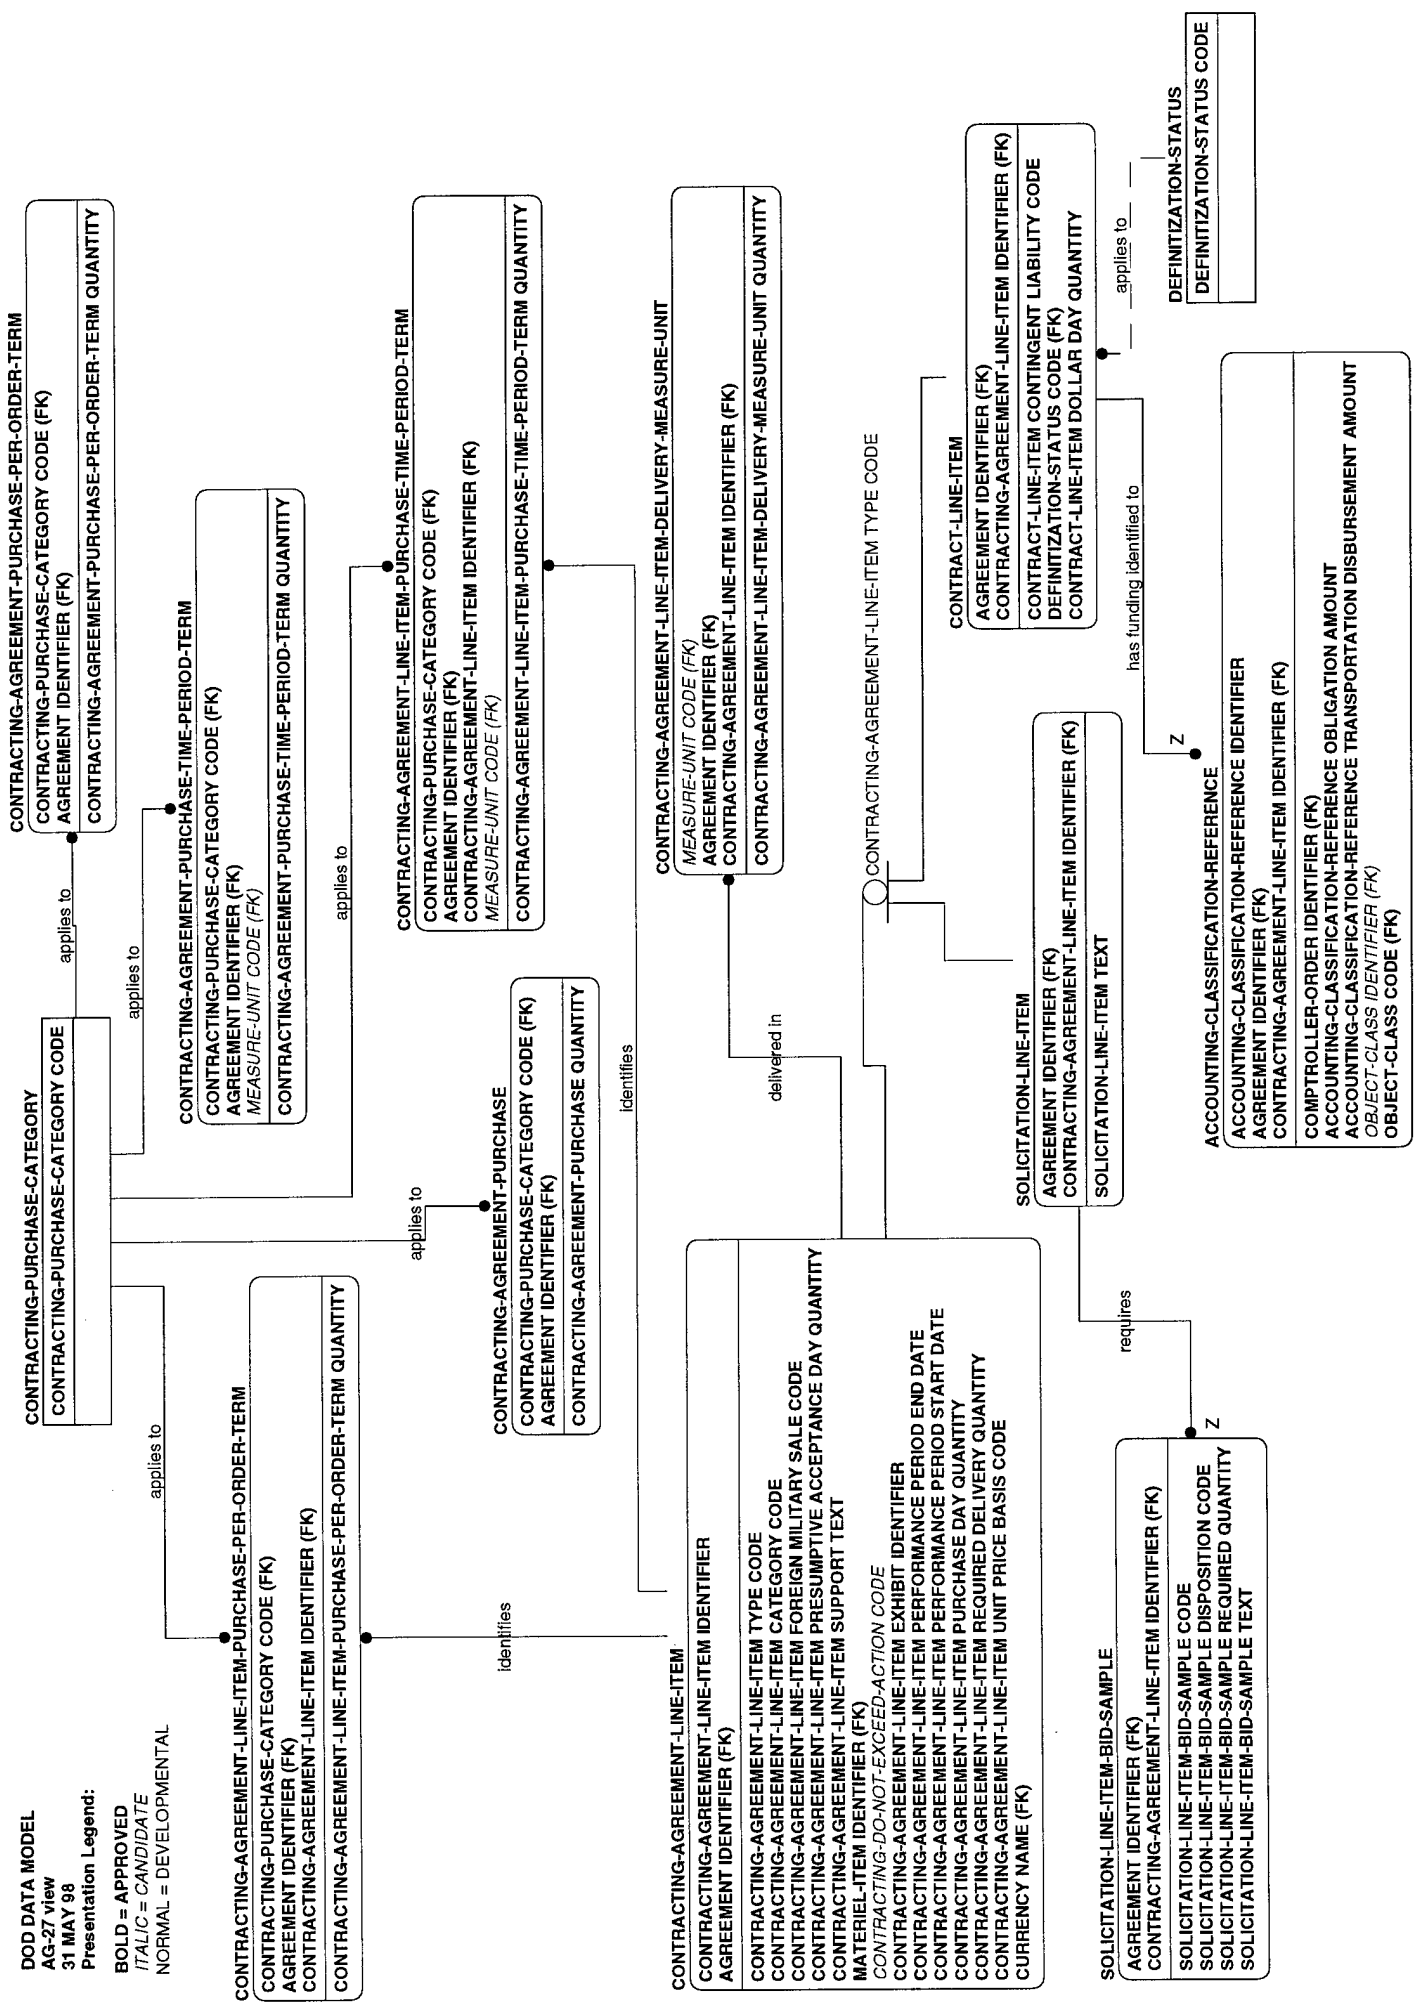 DOD DATA MODEL
AG-27 view
31 MAY 98
Presentation Legend:
BOLD = APPROVED
ITALIC = CANDIDATE
NORMAL = DEVELOPMENTAL
CONTRACTING-PURCHASE-CATEGORY
CONTRACTING-PURCHASE-CATEGORY CODE
applies to
applies to
applies to
applies to
applies to
CONTRACTING-AGREEMENT-PURCHASE-PER-ORDER-TERM
CONTRACTING-PURCHASE-CATEGORY CODE (FK)
AGREEMENT IDENTIFIER (FK)
CONTRACTING-AGREEMENT-PURCHASE-PER-ORDER-TERM QUANTITY
CONTRACTING-AGREEMENT-PURCHASE-TIME-PERIOD-TERM
CONTRACTING-PURCHASE-CATEGORY CODE (FK)
AGREEMENT IDENTIFIER (FK)
MEASURE-UNIT CODE (FK)
CONTRACTING-AGREEMENT-PURCHASE-TIME-PERIOD-TERM QUANTITY
CONTRACTING-AGREEMENT-LINE-ITEM-PURCHASE-PER-ORDER-TERM
CONTRACTING-PURCHASE-CATEGORY CODE (FK)
AGREEMENT IDENTIFIER (FK)
CONTRACTING-AGREEMENT-LINE-ITEM IDENTIFIER (FK)
CONTRACTING-AGREEMENT-LINE-ITEM-PURCHASE-PER-ORDER-TERM QUANTITY
CONTRACTING-AGREEMENT-LINE-ITEM-PURCHASE-TIME-PERIOD-TERM
CONTRACTING-PURCHASE-CATEGORY CODE (FK)
AGREEMENT IDENTIFIER (FK)
CONTRACTING-AGREEMENT-LINE-ITEM IDENTIFIER (FK)
MEASURE-UNIT CODE (FK)
CONTRACTING-AGREEMENT-LINE-ITEM-PURCHASE-TIME-PERIOD-TERM QUANTITY
CONTRACTING-AGREEMENT-PURCHASE
CONTRACTING-PURCHASE-CATEGORY CODE (FK)
AGREEMENT IDENTIFIER (FK)
CONTRACTING-AGREEMENT-PURCHASE QUANTITY
identifies
identifies
CONTRACTING-AGREEMENT-LINE-ITEM-DELIVERY-MEASURE-UNIT
MEASURE-UNIT CODE (FK)
AGREEMENT IDENTIFIER (FK)
CONTRACTING-AGREEMENT-LINE-ITEM IDENTIFIER (FK)
CONTRACTING-AGREEMENT-LINE-ITEM-DELIVERY-MEASURE-UNIT QUANTITY
delivered in
CONTRACTING-AGREEMENT-LINE-ITEM
CONTRACTING-AGREEMENT-LINE-ITEM IDENTIFIER
AGREEMENT IDENTIFIER (FK)
CONTRACTING-AGREEMENT-LINE-ITEM TYPE CODE
CONTRACTING-AGREEMENT-LINE-ITEM CATEGORY CODE
CONTRACTING-AGREEMENT-LINE-ITEM FOREIGN MILITARY SALE CODE
CONTRACTING-AGREEMENT-LINE-ITEM PRESUMPTIVE ACCEPTANCE DAY QUANTITY
CONTRACTING-AGREEMENT-LINE-ITEM SUPPORT TEXT
MATERIEL-ITEM IDENTIFIER (FK)
CONTRACTING-DO-NOT-EXCEED-ACTION CODE
CONTRACTING-AGREEMENT-LINE-ITEM EXHIBIT IDENTIFIER
CONTRACTING-AGREEMENT-LINE-ITEM PERFORMANCE PERIOD END DATE
CONTRACTING-AGREEMENT-LINE-ITEM PERFORMANCE PERIOD START DATE
CONTRACTING-AGREEMENT-LINE-ITEM PURCHASE DAY QUANTITY
CONTRACTING-AGREEMENT-LINE-ITEM REQUIRED DELIVERY QUANTITY
CONTRACTING-AGREEMENT-LINE-ITEM UNIT PRICE BASIS CODE
CURRENCY NAME (FK)
CONTRACTING-AGREEMENT-LINE-ITEM TYPE CODE
CONTRACT-LINE-ITEM
AGREEMENT IDENTIFIER (FK)
CONTRACTING-AGREEMENT-LINE-ITEM IDENTIFIER (FK)
CONTRACT-LINE-ITEM CONTINGENT LIABILITY CODE
DEFINITIZATION-STATUS CODE (FK)
CONTRACT-LINE-ITEM DOLLAR DAY QUANTITY
applies to
DEFINITIZATION-STATUS
DEFINITIZATION-STATUS CODE
has funding identified to
Z
SOLICITATION-LINE-ITEM
AGREEMENT IDENTIFIER (FK)
CONTRACTING-AGREEMENT-LINE-ITEM IDENTIFIER (FK)
SOLICITATION-LINE-ITEM TEXT
requires
Z
SOLICITATION-LINE-ITEM-BID-SAMPLE
AGREEMENT IDENTIFIER (FK)
CONTRACTING-AGREEMENT-LINE-ITEM IDENTIFIER (FK)
SOLICITATION-LINE-ITEM-BID-SAMPLE CODE
SOLICITATION-LINE-ITEM-BID-SAMPLE DISPOSITION CODE
SOLICITATION-LINE-ITEM-BID-SAMPLE REQUIRED QUANTITY
SOLICITATION-LINE-ITEM-BID-SAMPLE TEXT
ACCOUNTING-CLASSIFICATION-REFERENCE
ACCOUNTING-CLASSIFICATION-REFERENCE IDENTIFIER
AGREEMENT IDENTIFIER (FK)
CONTRACTING-AGREEMENT-LINE-ITEM IDENTIFIER (FK)
COMPTROLLER-ORDER IDENTIFIER (FK)
ACCOUNTING-CLASSIFICATION-REFERENCE OBLIGATION AMOUNT
ACCOUNTING-CLASSIFICATION-REFERENCE TRANSPORTATION DISBURSEMENT AMOUNT
OBJECT-CLASS IDENTIFIER (FK)
OBJECT-CLASS CODE (FK)